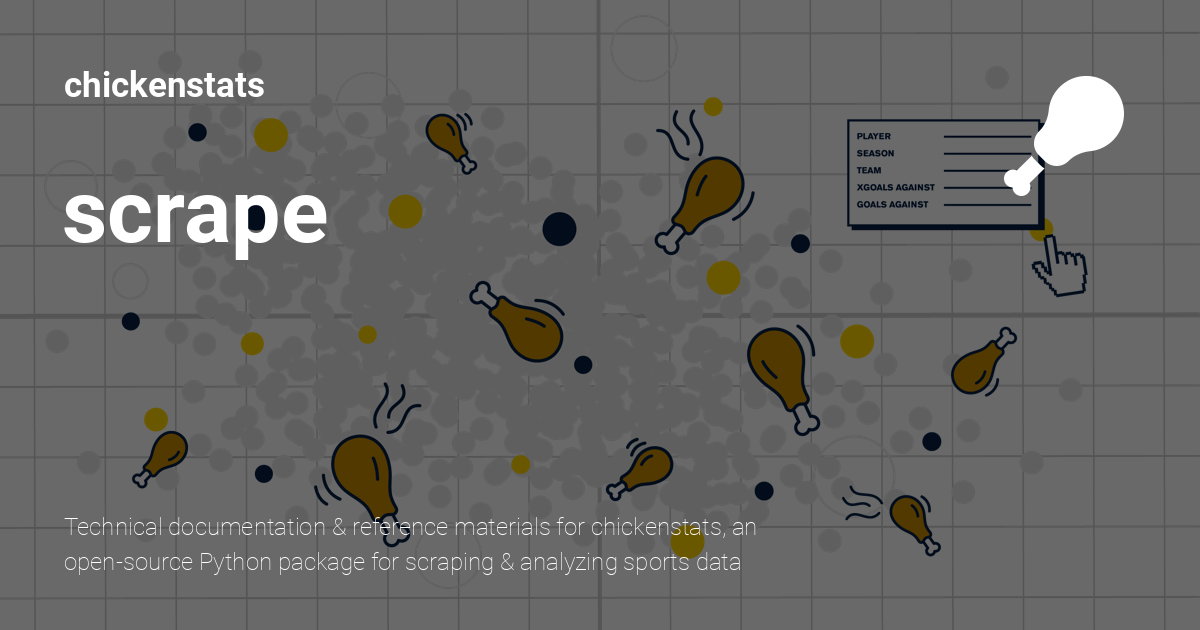 chickenstats
scrape
PLAYER
SEASON
TEAM
XGOALS AGAINST
GOALS AGAINST
Technical documentation & reference materials for chickenstats, an
open-source Python package for scraping & analyzing sports data